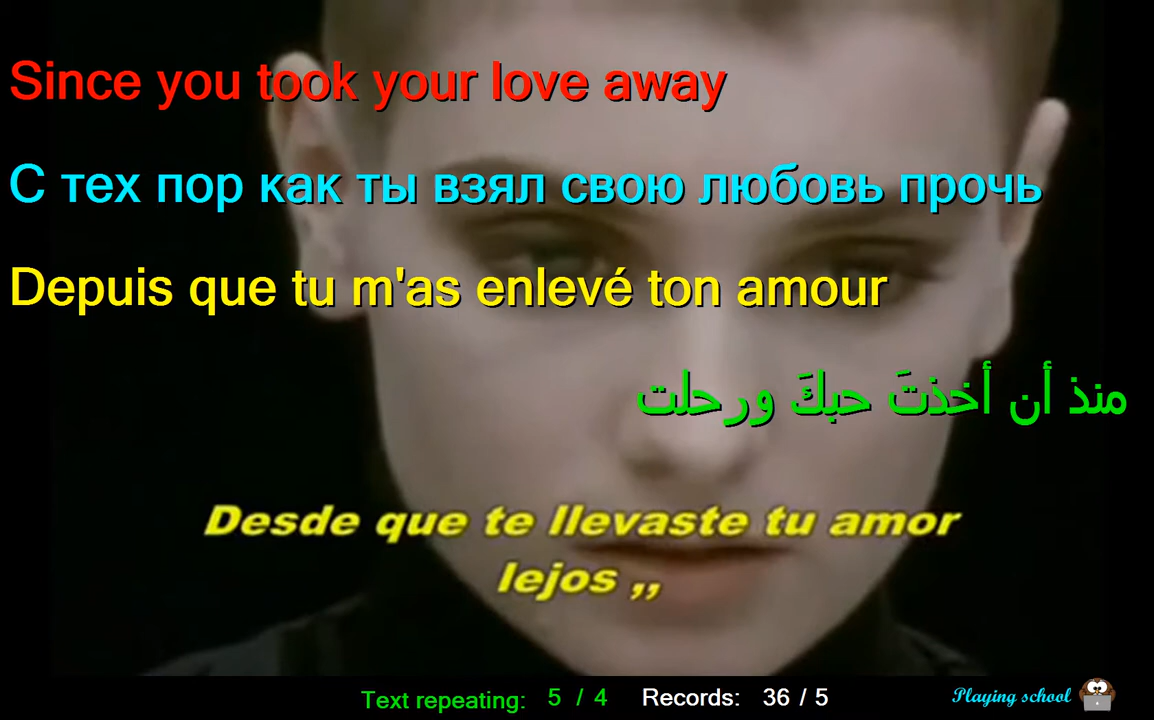 Since you took your love away
С тех пор как ты взял свою любовь прочь
Depuis que tu m'as enlevé ton amour
منذ أن أخذتَ حبكَ ورحلت
Desde que te llevaste tu amor
lejos ,,
Text repeating: 5 / 4 Records: 36 / 5 Playing school